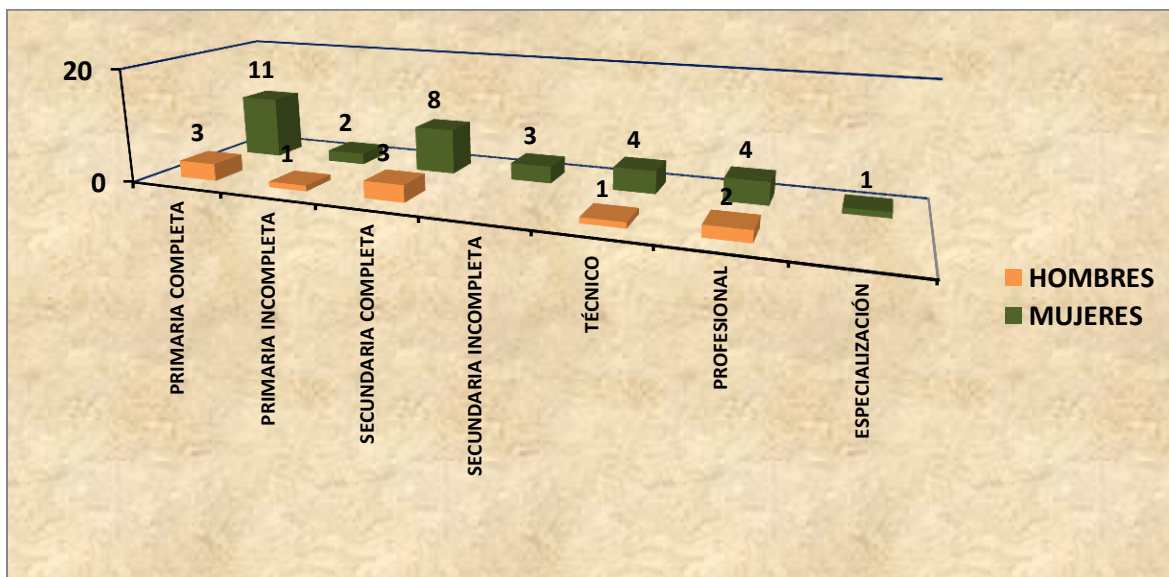 20
0
11
3
2
1
8
3
3
4
1
4
2
1
PRIMARIA COMPLETA
PRIMARIA INCOMPLETA
SECUNDARIA COMPLETA
SECUNDARIA INCOMPLETA
TÉCNICO
PROFESIONAL
ESPECIALIZACIÓN
HOMBRES
MUJERES